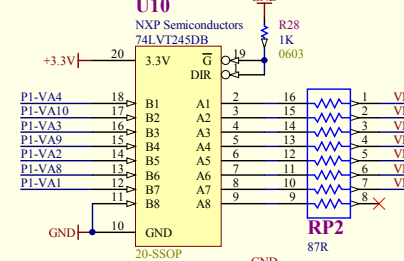 U10
NXP Semiconductors
74LVT245DB
R28
1K
0603
+3.3V 20 3.3V G 19
DIR 1
P1-VA4 18 B1 A1 2 16 1
P1-VA10 17 B2 A2 3 15 2
P1-VA3 16 B3 A3 4 14 3
P1-VA9 15 B4 A4 5 13 4
P1-VA2 14 B5 A5 6 12 5
P1-VA8 13 B6 A6 7 11 6
P1-VA1 12 B7 A7 8 10 7
11 B8 A8 9 9 8
GND 10 GND
RP2
20-SSOP
87R